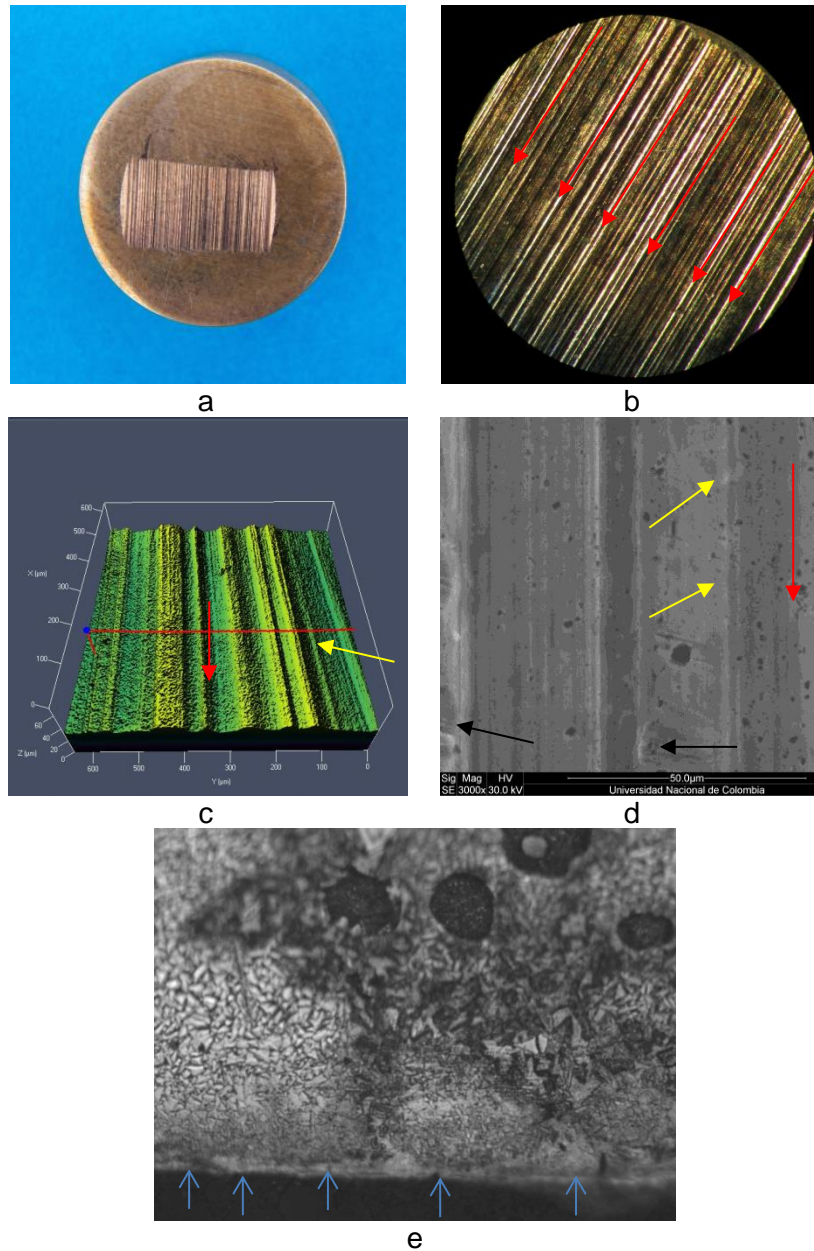 a
b
X (µm)
600
500
400
300
200
100
0
Z (µm)
60
40
20
0
600
500
400
300
200
100
0
Y (µm)
c
Sig Mag HV
SE 3000x 30.0 kV
50.0µm
Universidad Nacional de Colombia
d
e